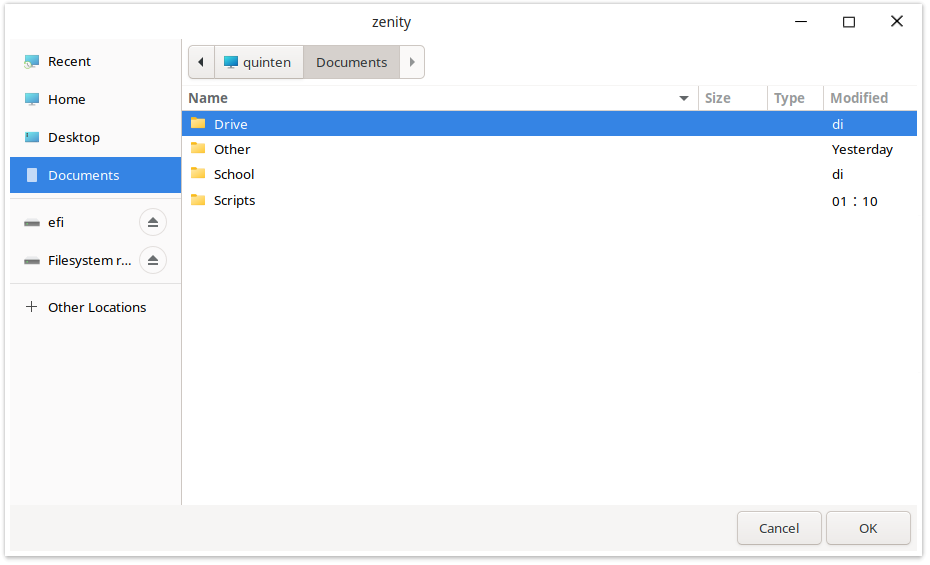 zenity
Recent
Home
Desktop
Documents
efi
Filesystem r...
Other Locations
quinten Documents
Name Size Type Modified
Drive di
Other Yesterday
School di
Scripts 01：10
Cancel OK